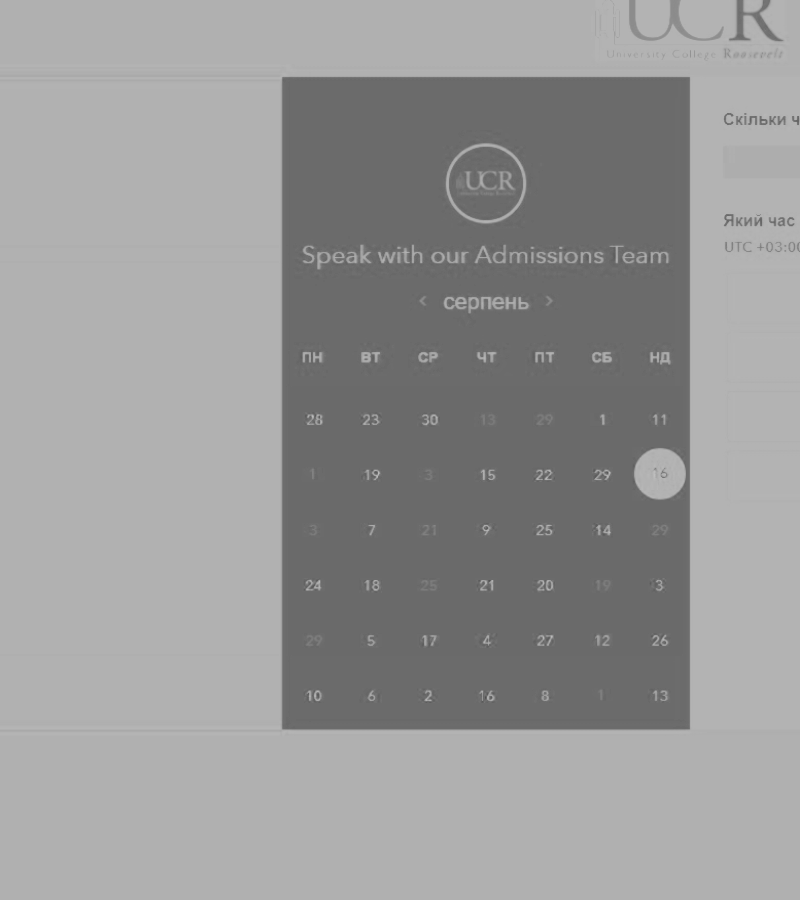 UCR
University College Roosevelt
UCR
Speak with our Admissions Team
< серпень >
ПН ВТ СР ЧТ ПТ СБ НД
28 23 30 13 29 1 11
1 19 3 15 22 29 16
3 7 21 9 25 14 29
24 18 25 21 20 19 3
29 5 17 4 27 12 26
10 6 2 16 8 1 13
Скільки ч
Який час
UTC +03:00